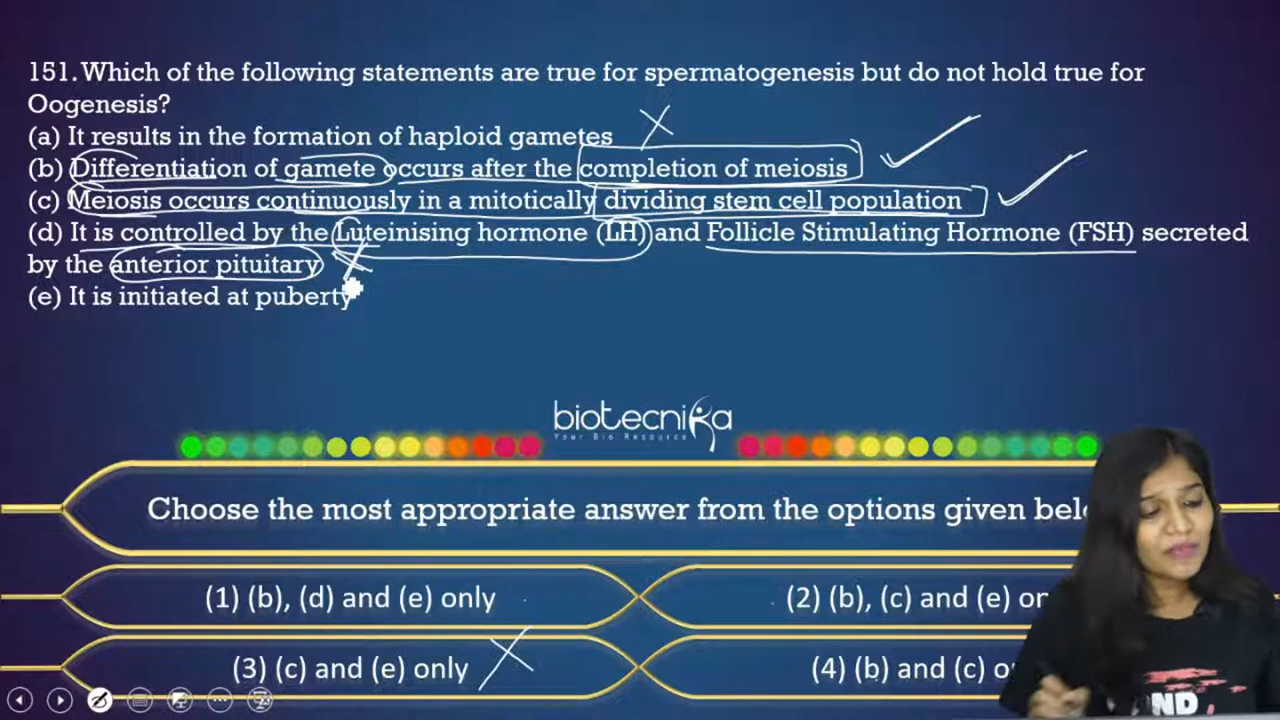 151. Which of the following statements are true for spermatogenesis but do not hold true for
Oogenesis?
(a) It results in the formation of haploid gametes
(b) Differentiation of gamete occurs after the completion of meiosis
(c) Meiosis occurs continuously in a mitotically dividing stem cell population
(d) It is controlled by the Luteinising hormone (LH) and Follicle Stimulating Hormone (FSH) secreted
by the anterior pituitary
(e) It is initiated at puberty
biotecnika
Your Bio Resource
Choose the most appropriate answer from the options given
(1) (b), (d) and (e) only
(2) (b), (c) and (e)
(3) (c) and (e) only
(4) (b) and (c)
ND